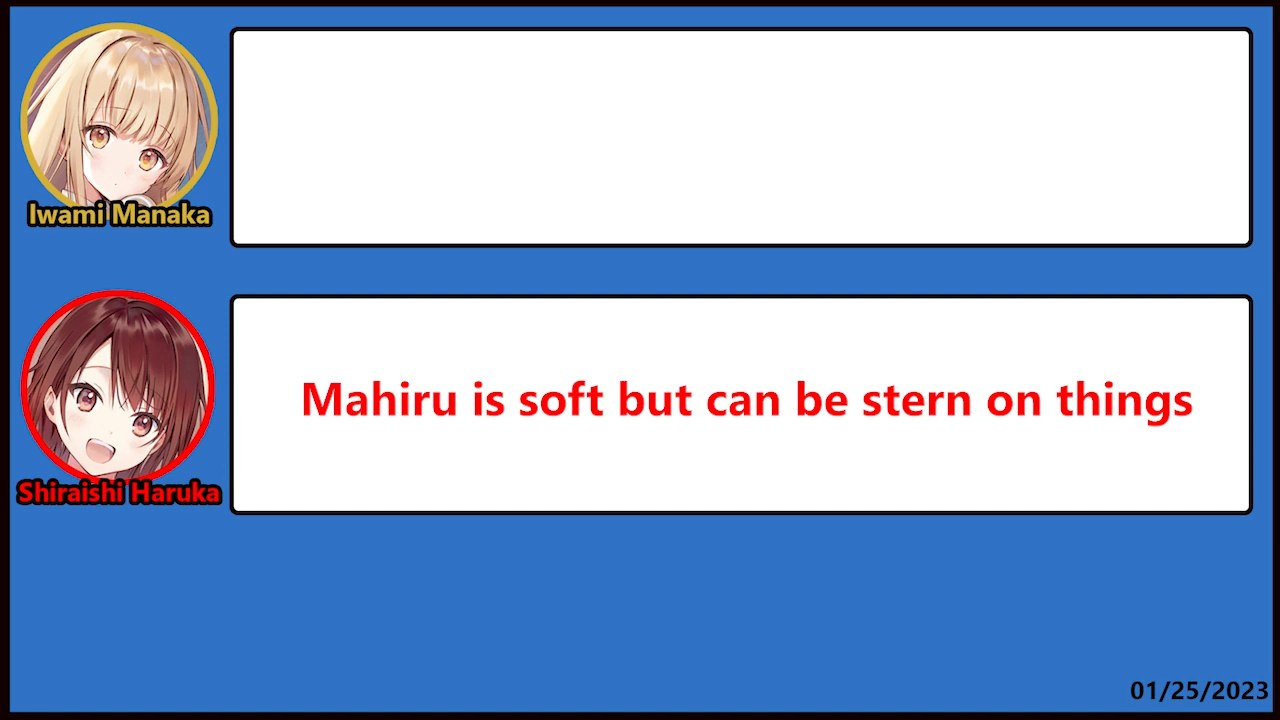 Iwami Manaka
Mahiru is soft but can be stern on things
Shiraishi Haruka
01/25/2023